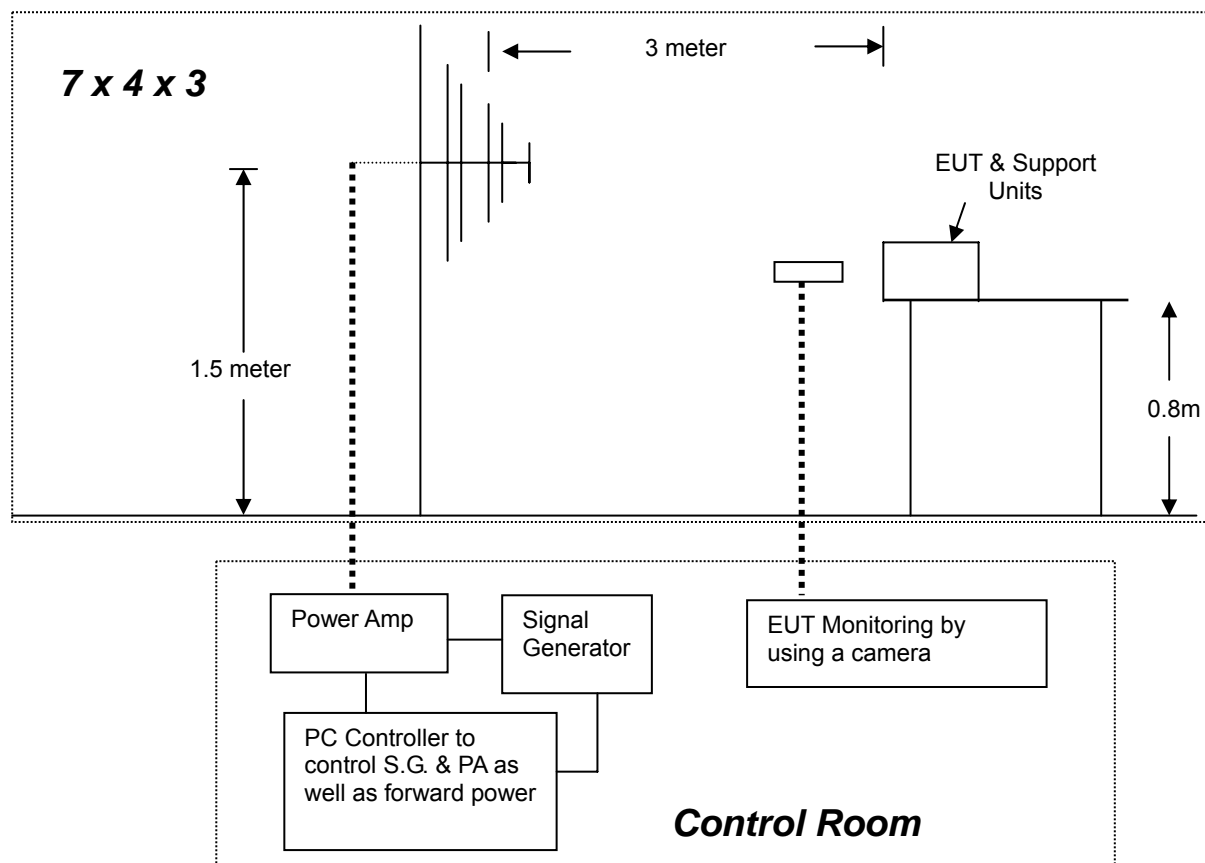 3 meter
7 x 4 x 3
EUT & Support
Units
1.5 meter
0.8m
Power Amp
Signal
Generator
EUT Monitoring by
using a camera
PC Controller to
control S.G. & PA as
well as forward power
Control Room